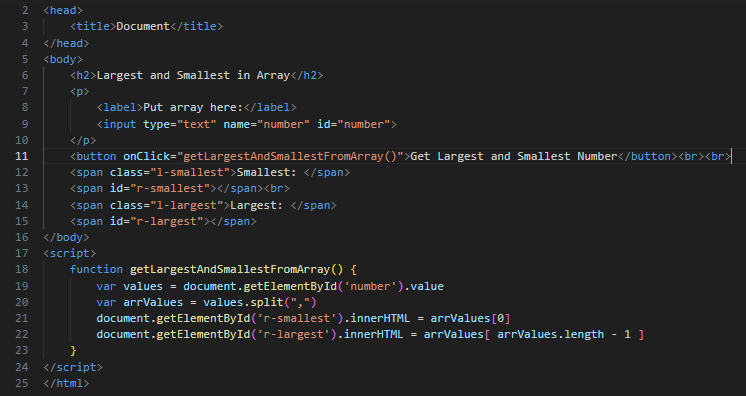 2 <head>
3 <title>Document</title>
4 </head>
5 <body>
6 <h2>Largest and Smallest in Array</h2>
7 <p>
8 <label>Put array here:</label>
9 <input type="text" name="number" id="number">
10 </p>
11 <button onClick="getLargestAndSmallestFromArray()">Get Largest and Smallest Number</button><br><br>
12 <span class="l-smallest">Smallest: </span>
13 <span id="r-smallest"></span><br>
14 <span class="l-largest">Largest: </span>
15 <span id="r-largest"></span>
16 </body>
17 <script>
18 function getLargestAndSmallestFromArray() {
19 var values = document.getElementById('number').value
20 var arrValues = values.split(",")
21 document.getElementById('r-smallest').innerHTML = arrValues[0]
22 document.getElementById('r-largest').innerHTML = arrValues[ arrValues.length - 1 ]
23 }
24 </script>
25 </html>